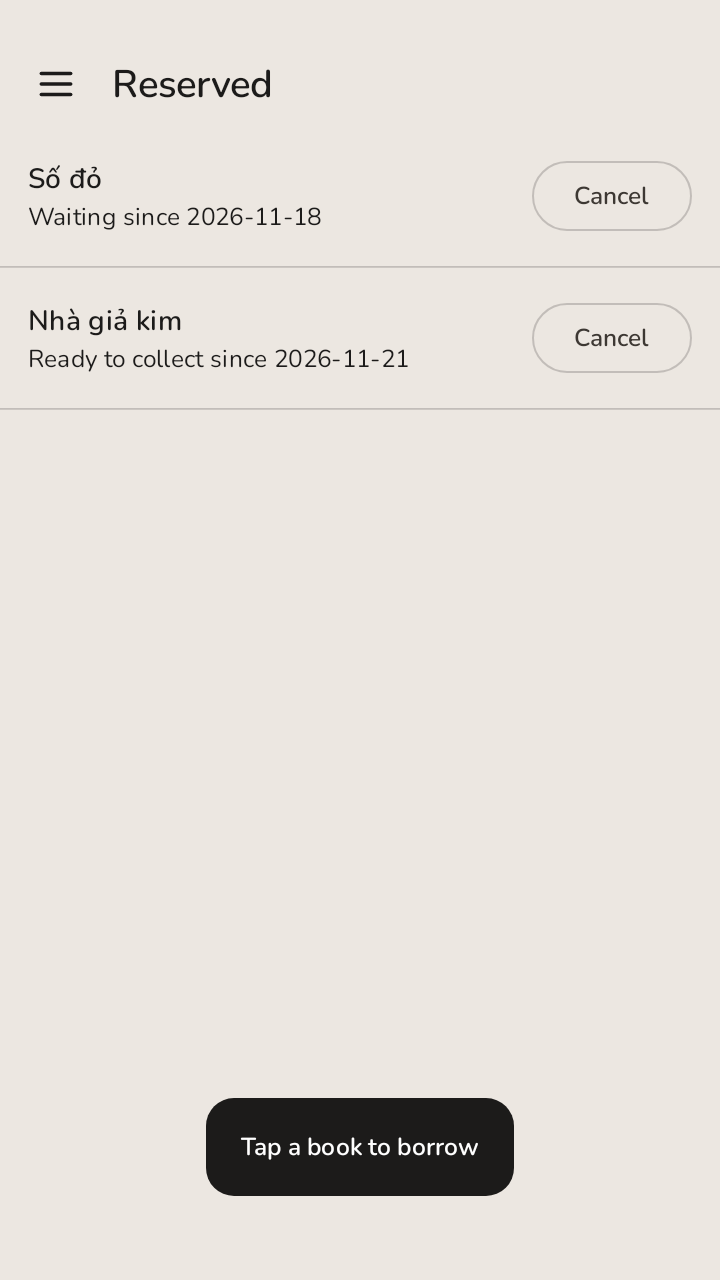 Reserved
Số đỏ
Waiting since 2026-11-18
Cancel
Nhà giả kim
Ready to collect since 2026-11-21
Cancel
Tap a book to borrow